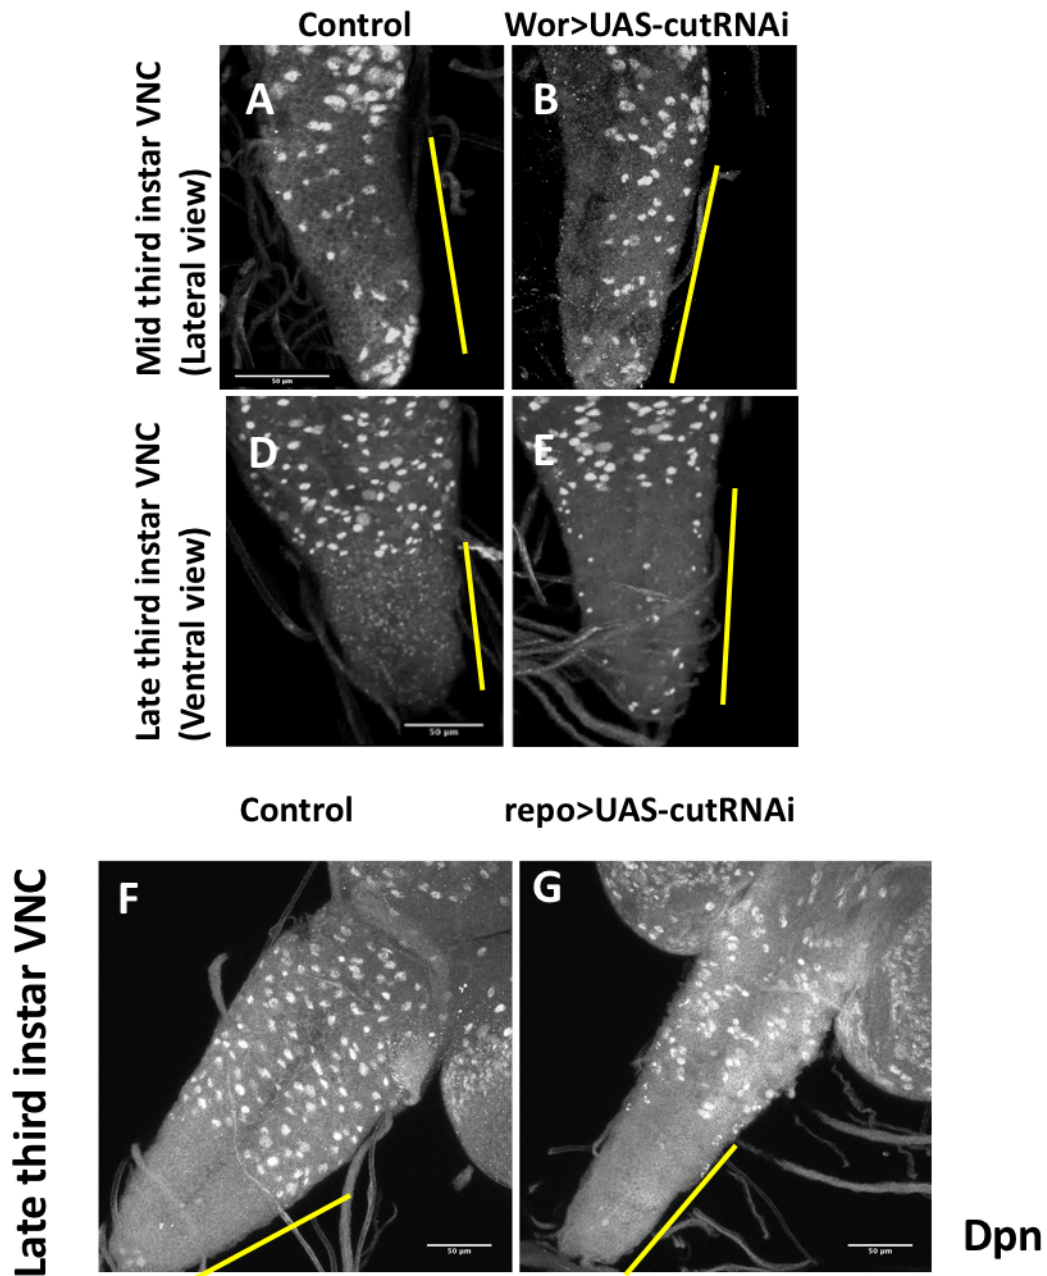 Control
Wor>UAS-cutRNAi
Mid third instar VNC
(Lateral view)
A
B
50 µm
Late third instar VNC
(Ventral view)
D
E
50 µm
Control
repo>UAS-cutRNAi
Late third instar VNC
F
G
50 µm
50 µm
Dpn